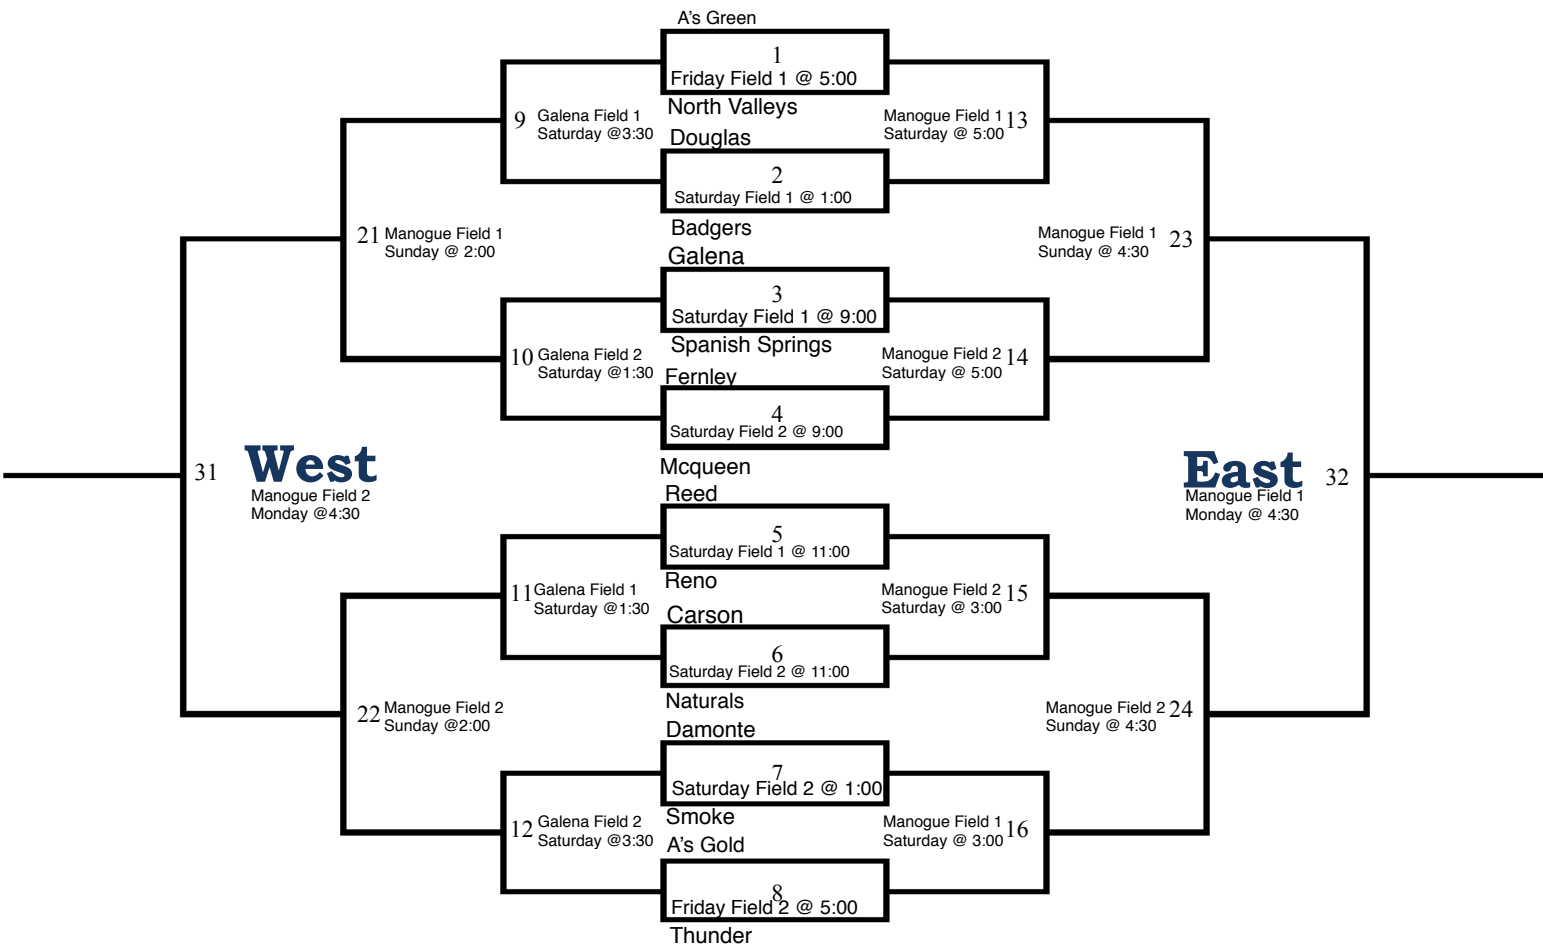 A's Green
1
Friday Field 1 @ 5:00
North Valleys
9
Galena Field 1
Saturday @3:30
Manogue Field 1
Saturday @ 5:00
13
Douglas
2
Saturday Field 1 @ 1:00
Badgers
21
Manogue Field 1
Sunday @ 2:00
Manogue Field 1
Sunday @ 4:30
23
Galena
3
Saturday Field 1 @ 9:00
Spanish Springs
10
Galena Field 2
Saturday @1:30
Manogue Field 2
Saturday @ 5:00
14
Fernley
4
Saturday Field 2 @ 9:00
Mcqueen
31
West
Manogue Field 2
Monday @4:30
East
Manogue Field 1
Monday @ 4:30
32
Reed
5
Saturday Field 1 @ 11:00
Reno
11
Galena Field 1
Saturday @1:30
Manogue Field 2
Saturday @ 3:00
15
Carson
6
Saturday Field 2 @ 11:00
Naturals
22
Manogue Field 2
Sunday @2:00
Manogue Field 2
Sunday @ 4:30
24
Damonte
7
Saturday Field 2 @ 1:00
Smoke
12
Galena Field 2
Saturday @3:30
Manogue Field 1
Saturday @ 3:00
16
A's Gold
8
Friday Field 2 @ 5:00
Thunder